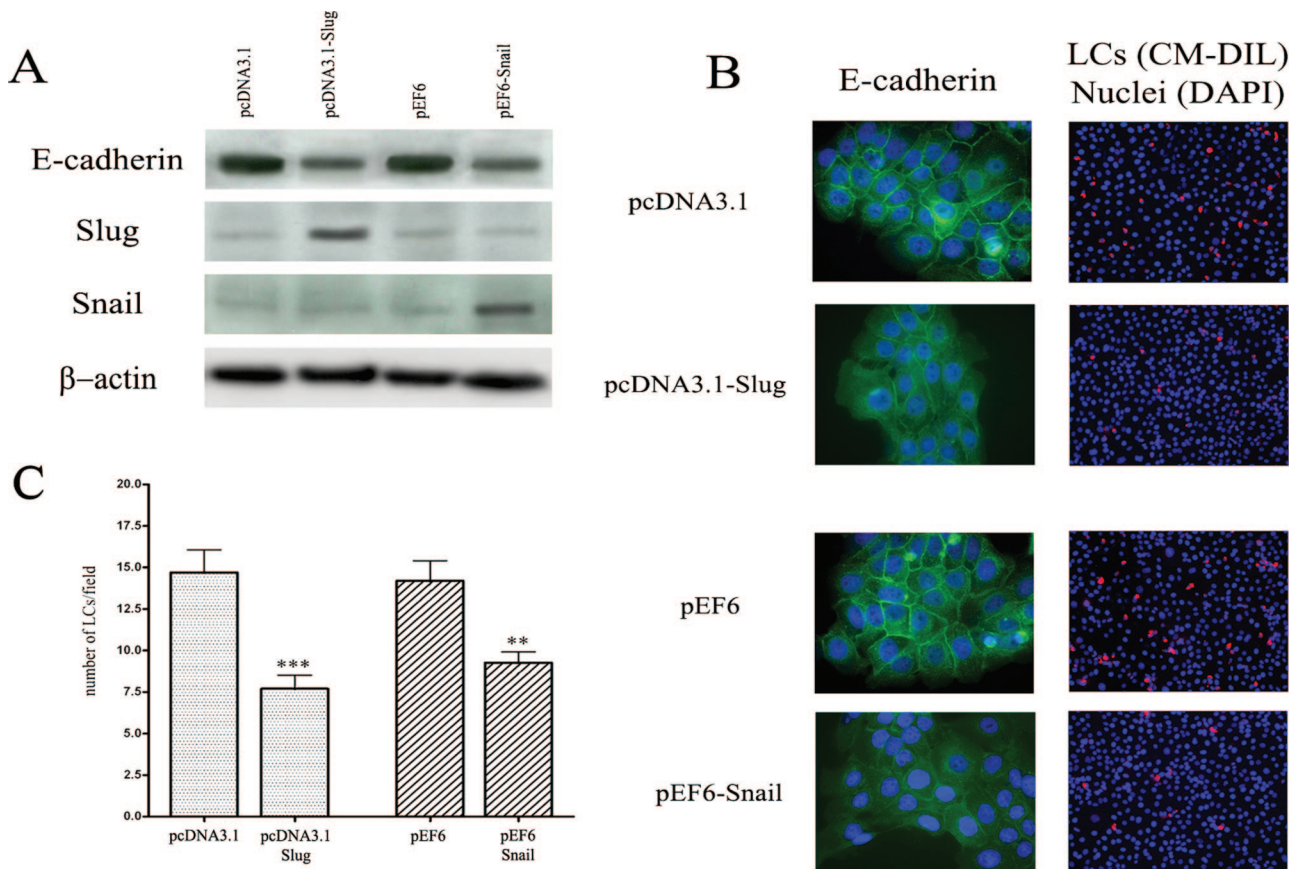 A
pcDNA3.1
pcDNA3.1-Slug
pEF6
pEF6-Snail
E-cadherin
Slug
Snail
β–actin
B
E-cadherin
LCs (CM-DIL)
Nuclei (DAPI)
pcDNA3.1
pcDNA3.1-Slug
pEF6
pEF6-Snail
C
number of LCs/field
20.0
17.5
15.0
12.5
10.0
7.5
5.0
2.5
0.0
***
**
pcDNA3.1
pcDNA3.1
Slug
pEF6
pEF6
Snail